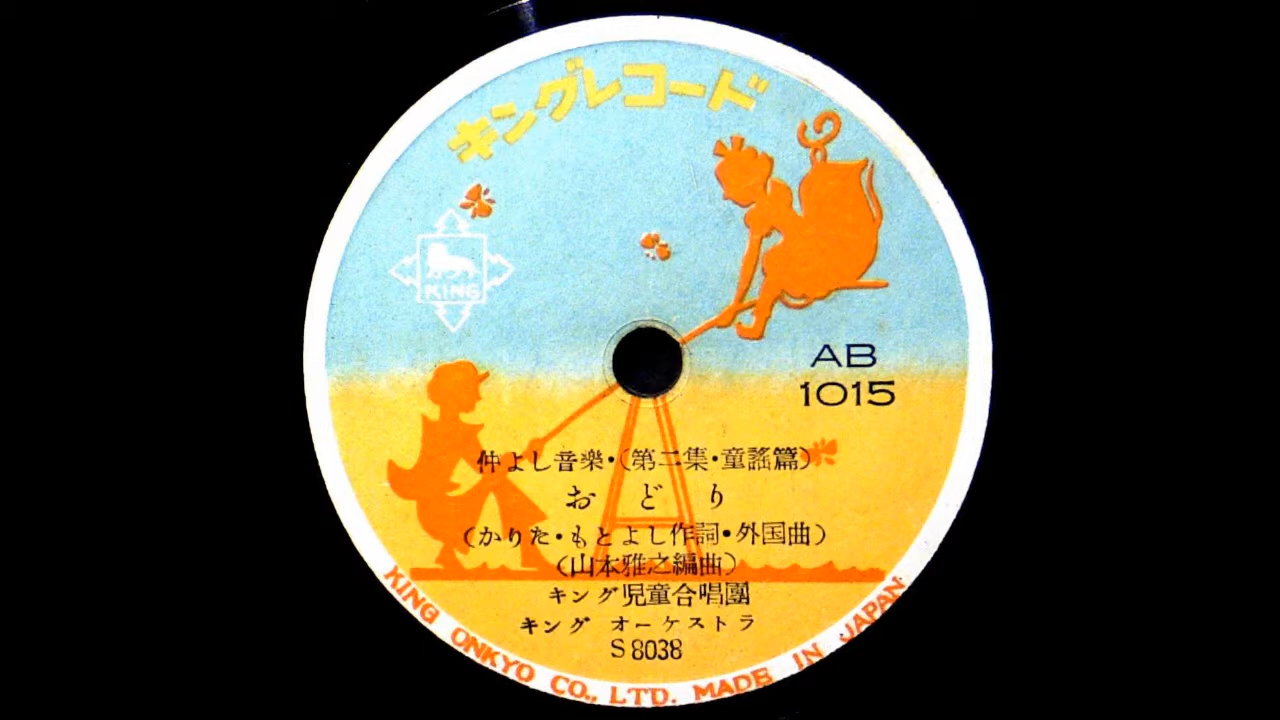 キングレコード
KING
AB
1015
仲よし音樂・(第二集・童謠篇)
おどり
(かりた・もとよし作詞・外国曲)
(山本雅之編曲)
キング児童合唱團
キング オーケストラ
S 8038
KING ONKYO CO., LTD. MADE IN JAPAN